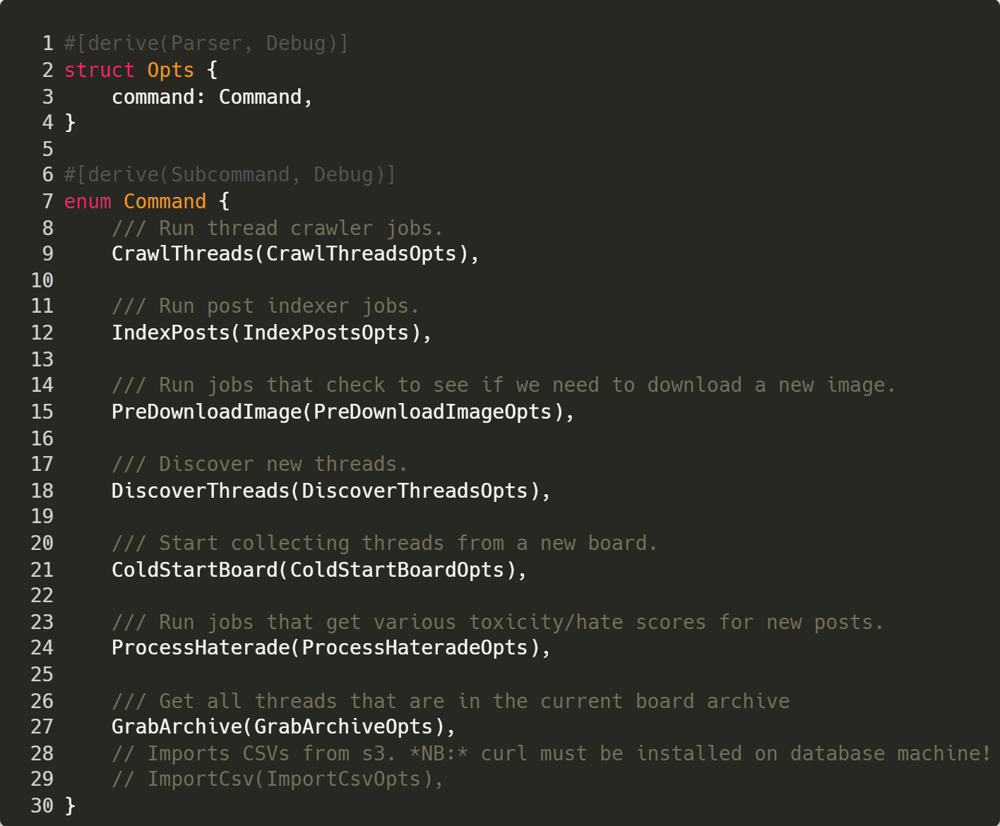 1 #[derive(Parser, Debug)]
2 struct Opts {
3     command: Command,
4 }
5
6 #[derive(Subcommand, Debug)]
7 enum Command {
8     /// Run thread crawler jobs.
9     CrawlThreads(CrawlThreadsOpts),
10
11     /// Run post indexer jobs.
12     IndexPosts(IndexPostsOpts),
13
14     /// Run jobs that check to see if we need to download a new image.
15     PreDownloadImage(PreDownloadImageOpts),
16
17     /// Discover new threads.
18     DiscoverThreads(DiscoverThreadsOpts),
19
20     /// Start collecting threads from a new board.
21     ColdStartBoard(ColdStartBoardOpts),
22
23     /// Run jobs that get various toxicity/hate scores for new posts.
24     ProcessHaterade(ProcessHateradeOpts),
25
26     /// Get all threads that are in the current board archive
27     GrabArchive(GrabArchiveOpts),
28     // Imports CSVs from s3. *NB:* curl must be installed on database machine!
29     // ImportCsv(ImportCsvOpts),
30 }